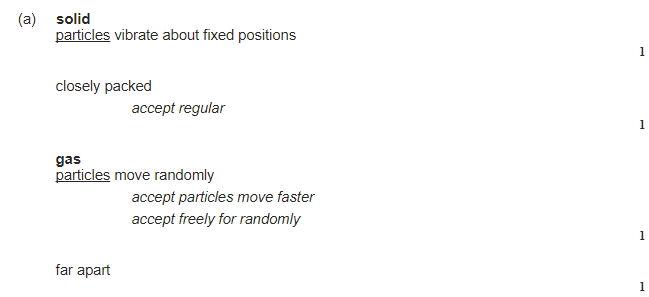 (a) solid
particles vibrate about fixed positions
1
closely packed
accept regular
1
gas
particles move randomly
accept particles move faster
accept freely for randomly
1
far apart
1